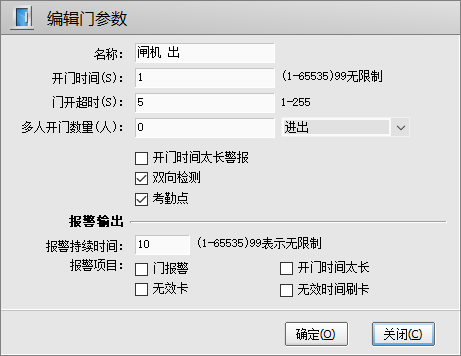 编辑门参数
名称: 闸机 出
开门时间(S): 1 (1-65535)99无限制
门开超时(S): 5 1-255
多人开门数量(人): 0 进出
开门时间太长警报
双向检测
考勤点
报警输出
报警持续时间: 10 (1-65535)99表示无限制
报警项目: 门报警 开门时间太长
无效卡 无效时间刷卡
确定(O) 关闭(C)